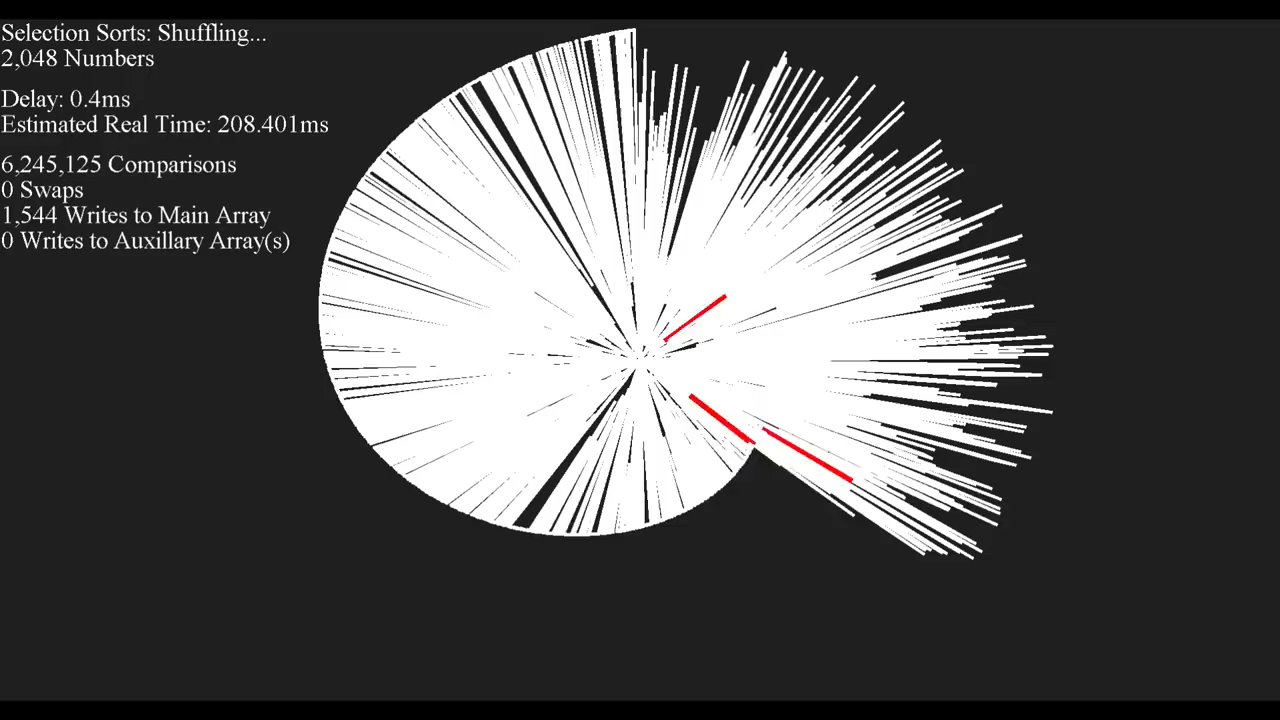 Selection Sorts: Shuffling...
2,048 Numbers
Delay: 0.4ms
Estimated Real Time: 208.401ms
6,245,125 Comparisons
0 Swaps
1,544 Writes to Main Array
0 Writes to Auxillary Array(s)